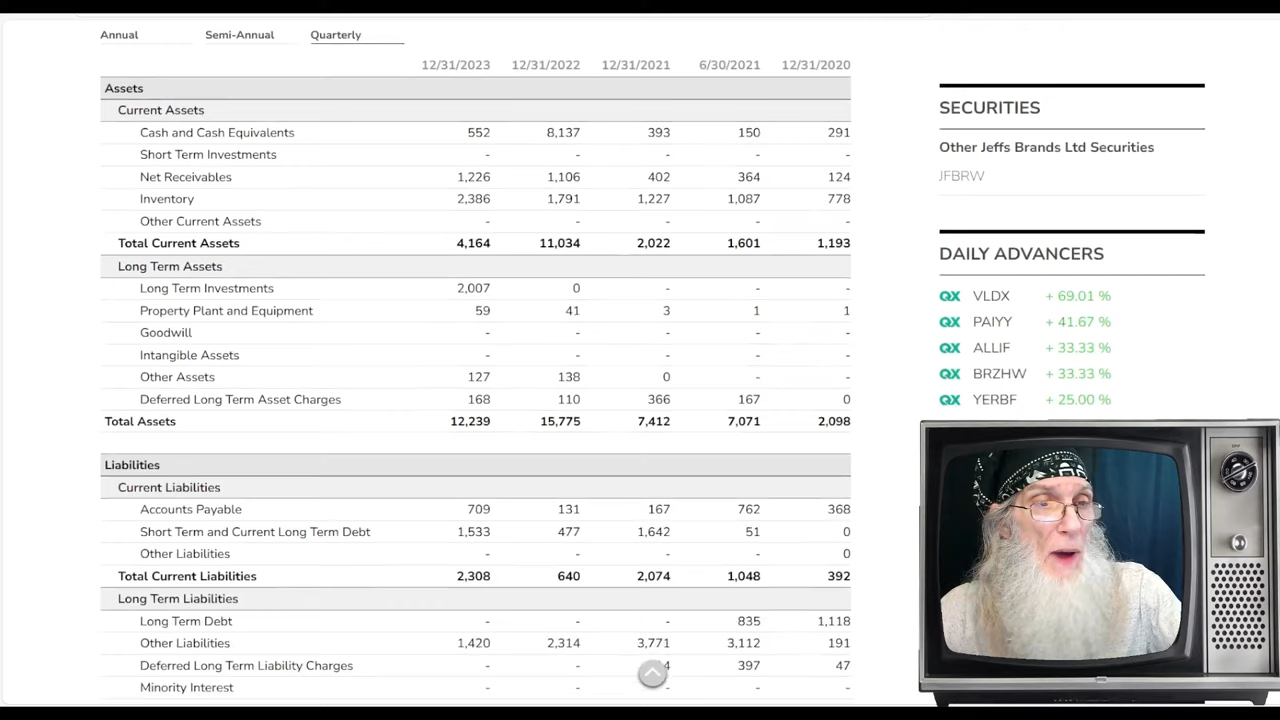 Annual Semi-Annual Quarterly
12/31/2023 12/31/2022 12/31/2021 6/30/2021 12/31/2020
Assets
Current Assets
Cash and Cash Equivalents 552 8,137 393 150 291
Short Term Investments - - - - -
Net Receivables 1,226 1,106 402 364 124
Inventory 2,386 1,791 1,227 1,087 778
Other Current Assets - - - - -
Total Current Assets 4,164 11,034 2,022 1,601 1,193
Long Term Assets
Long Term Investments 2,007 0 - - -
Property Plant and Equipment 59 41 3 1 1
Goodwill - - - - -
Intangible Assets - - - - -
Other Assets 127 138 0 - -
Deferred Long Term Asset Charges 168 110 366 167 0
Total Assets 12,239 15,775 7,412 7,071 2,098
Liabilities
Current Liabilities
Accounts Payable 709 131 167 762 368
Short Term and Current Long Term Debt 1,533 477 1,642 51 0
Other Liabilities - - - - 0
Total Current Liabilities 2,308 640 2,074 1,048 392
Long Term Liabilities
Long Term Debt - - - 835 1,118
Other Liabilities 1,420 2,314 3,771 3,112 191
Deferred Long Term Liability Charges - - 4 397 47
Minority Interest - - - - -
SECURITIES
Other Jeffs Brands Ltd Securities
JFBRW
DAILY ADVANCERS
QX VLDX + 69.01 %
QX PAIYY + 41.67 %
QX ALLIF + 33.33 %
QX BRZHW + 33.33 %
QX YERBF + 25.00 %